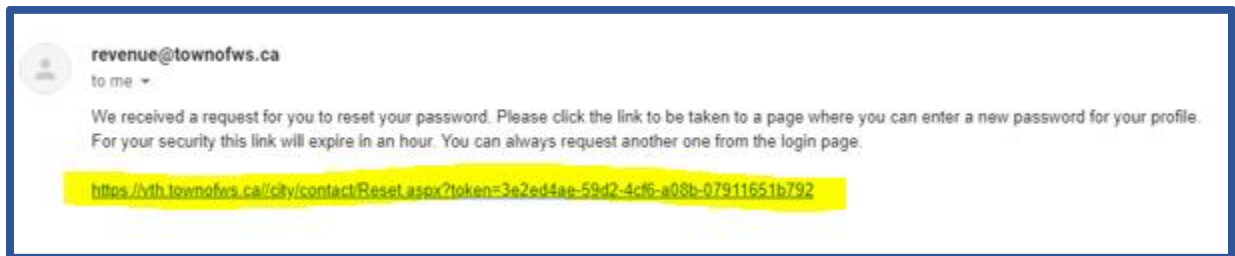 revenue@townofws.ca
to me
We received a request for you to reset your password. Please click the link to be taken to a page where you can enter a new password for your profile.
For your security this link will expire in an hour. You can always request another one from the login page.
https://vth.townofws.ca//city/contact/Reset.aspx?token=3e2ed4ae-59d2-4cf6-a08b-07911651b792